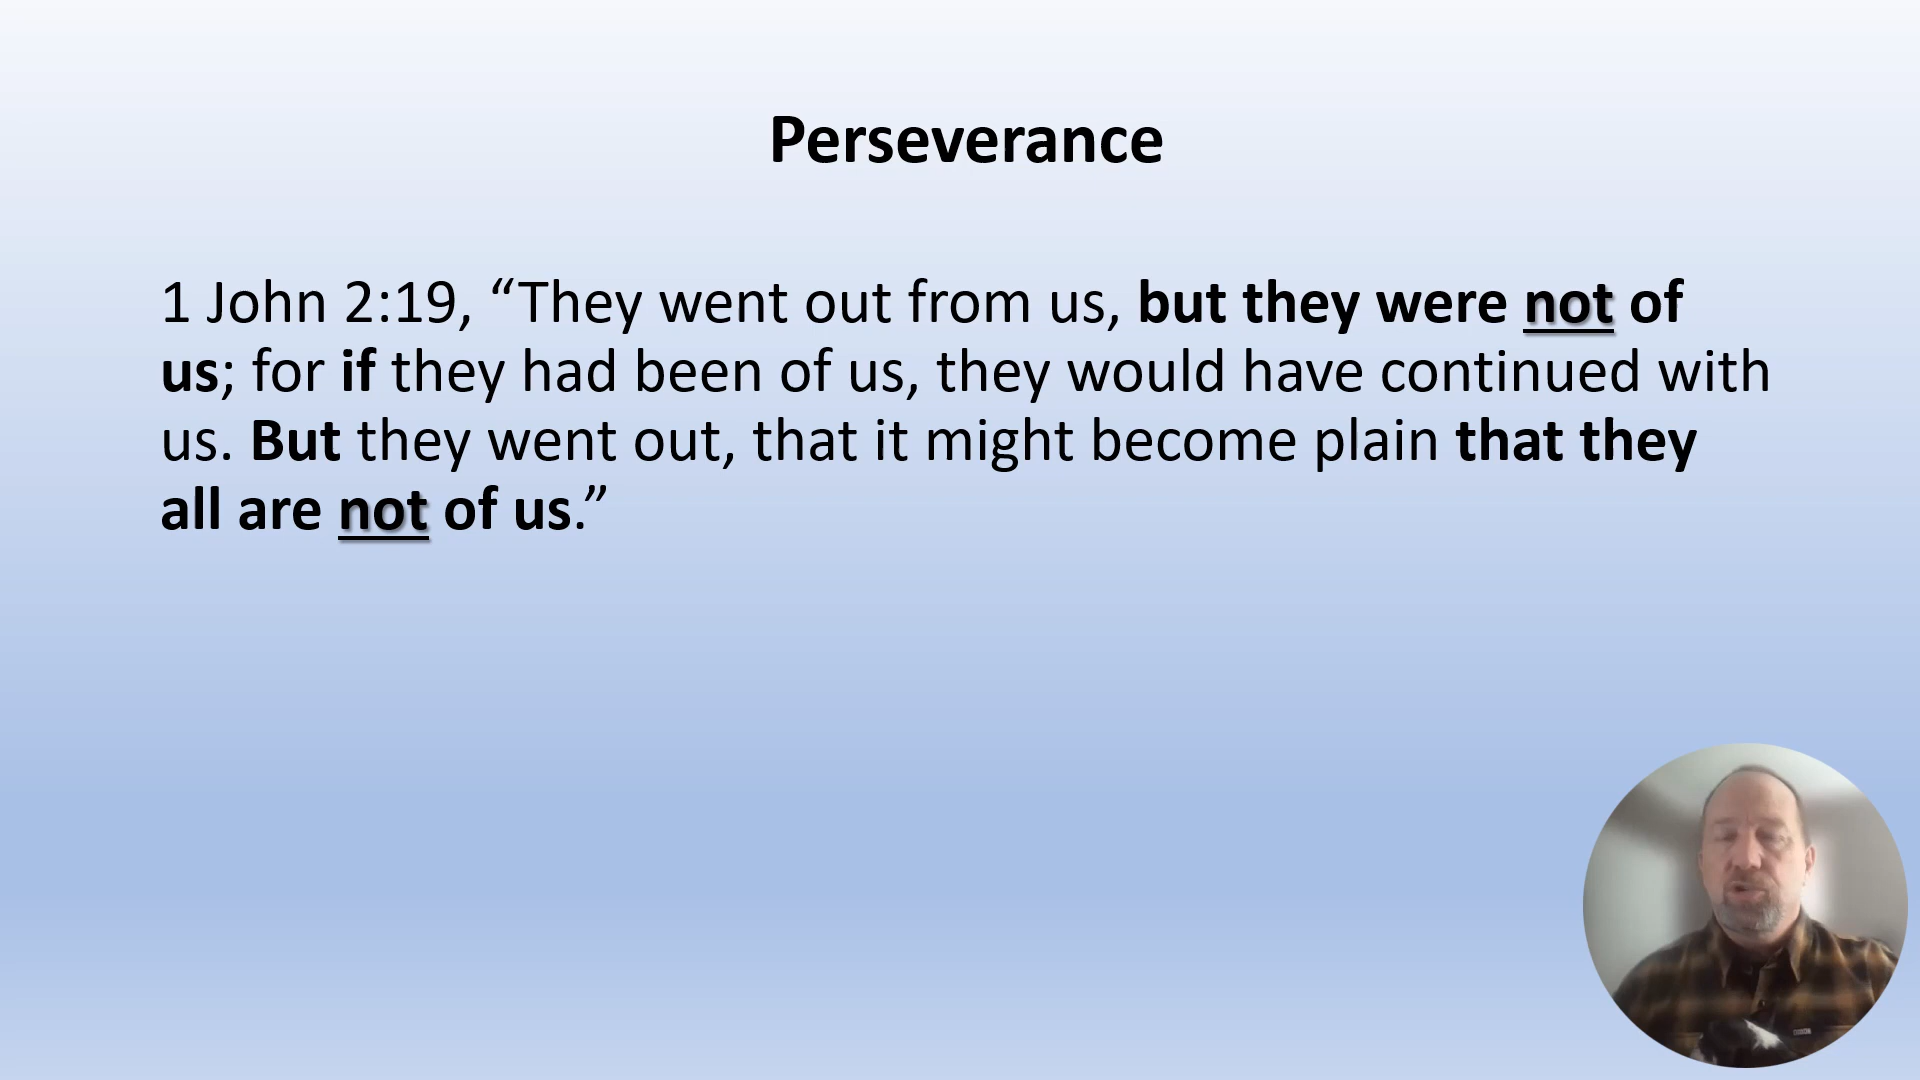 Perseverance
1 John 2:19, “They went out from us, but they were not of
us; for if they had been of us, they would have continued with
us. But they went out, that it might become plain that they
all are not of us.”